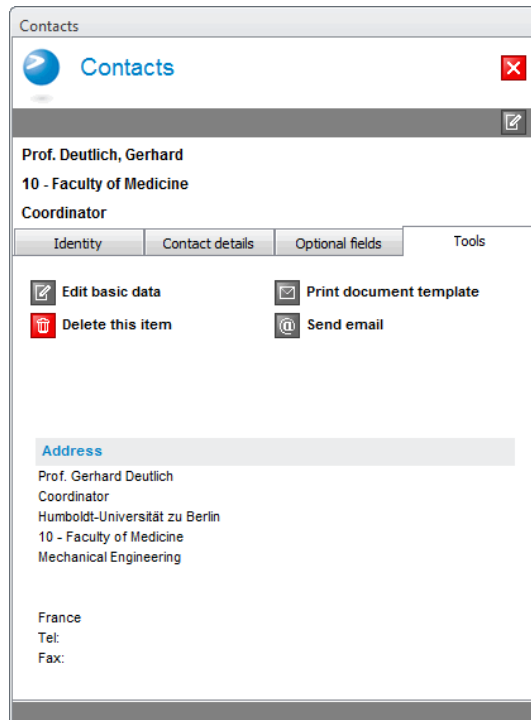 Contacts
Contacts
Prof. Deutlich, Gerhard
10 - Faculty of Medicine
Coordinator
Identity Contact details Optional fields Tools
Edit basic data Print document template
Delete this item Send email
Address
Prof. Gerhard Deutlich
Coordinator
Humboldt-Universität zu Berlin
10 - Faculty of Medicine
Mechanical Engineering
France
Tel:
Fax: